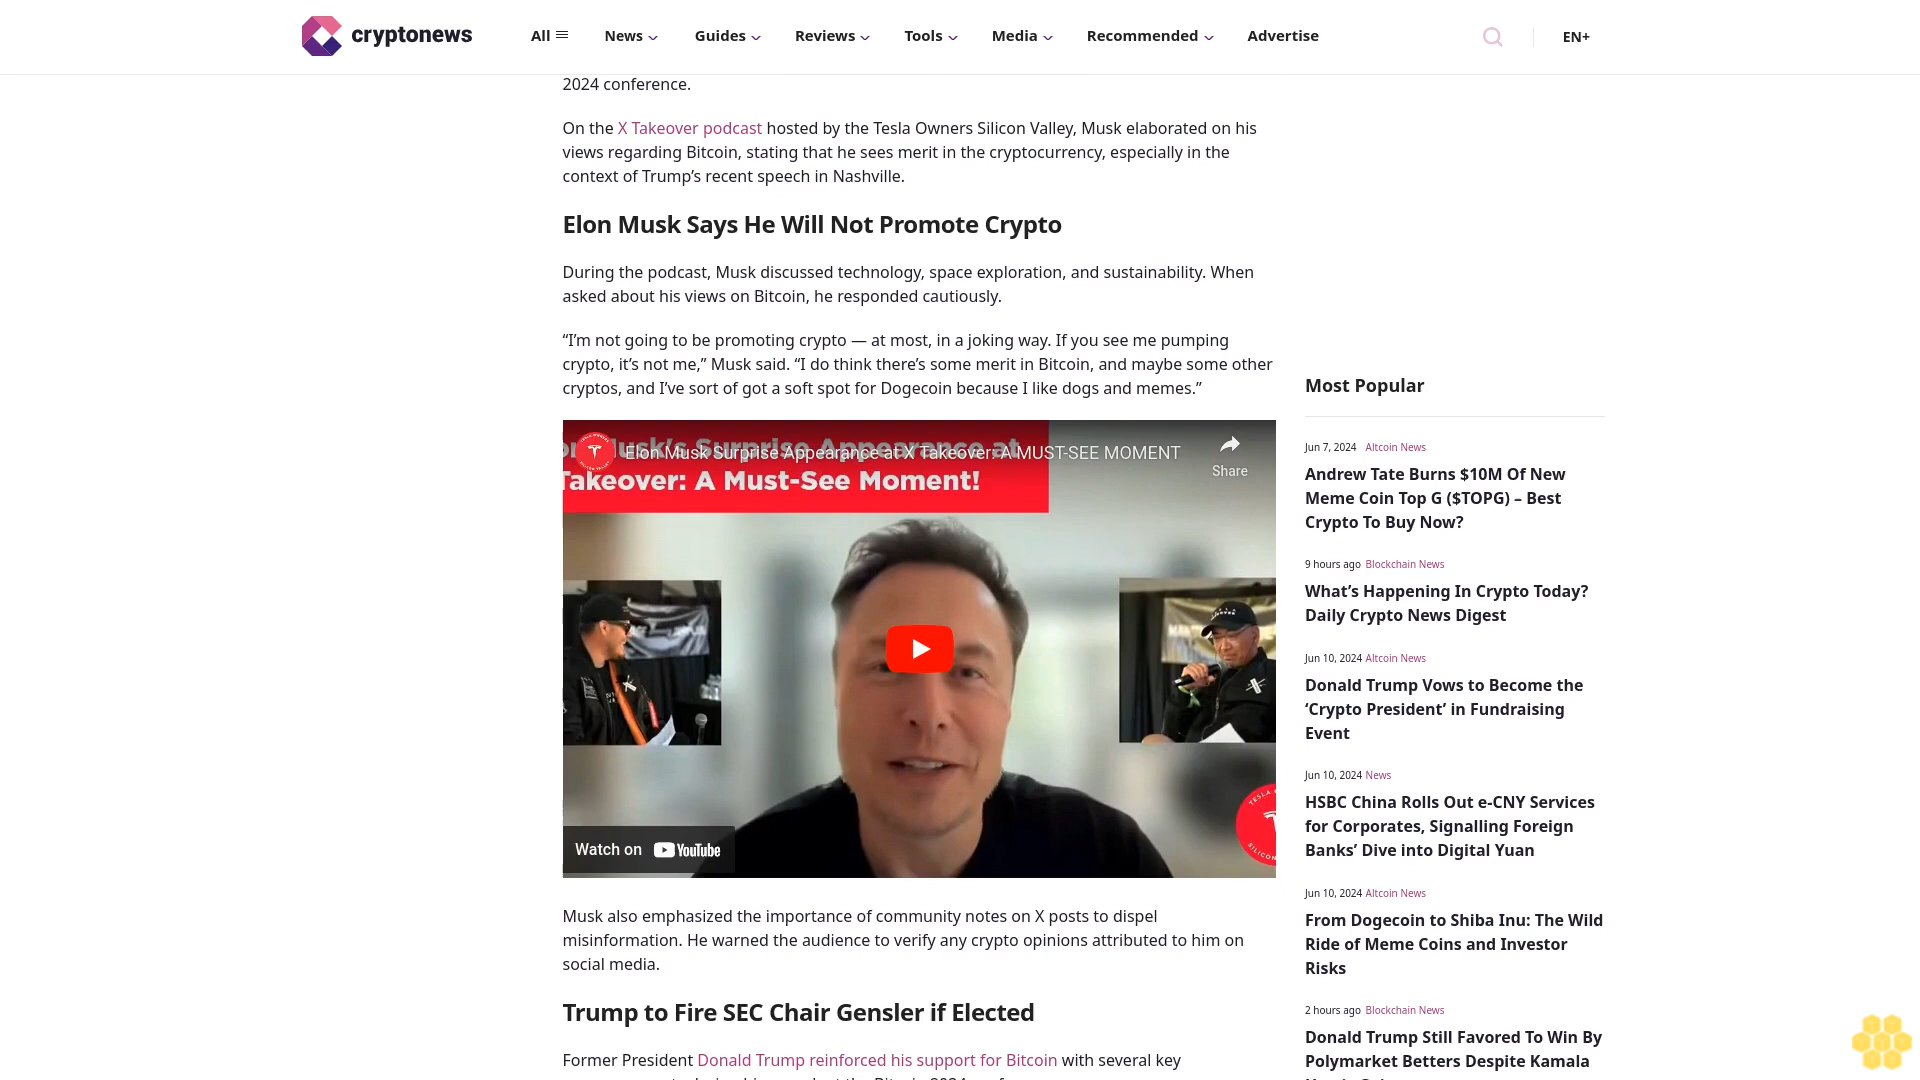 cryptonews
All
News
Guides
Reviews
Tools
Media
Recommended
Advertise
EN+
2024 conference.
On the X Takeover podcast hosted by the Tesla Owners Silicon Valley, Musk elaborated on his
views regarding Bitcoin, stating that he sees merit in the cryptocurrency, especially in the
context of Trump’s recent speech in Nashville.
Elon Musk Says He Will Not Promote Crypto
During the podcast, Musk discussed technology, space exploration, and sustainability. When
asked about his views on Bitcoin, he responded cautiously.
“I’m not going to be promoting crypto — at most, in a joking way. If you see me pumping
crypto, it’s not me,” Musk said. “I do think there’s some merit in Bitcoin, and maybe some other
cryptos, and I’ve sort of got a soft spot for Dogecoin because I like dogs and memes.”
Musk's Surprise Appearance at
Elon Musk Surprise Appearance at X Takeover: A MUST-SEE MOMENT
Takeover: A Must-See Moment!
Share
Watch on YouTube
Musk also emphasized the importance of community notes on X posts to dispel
misinformation. He warned the audience to verify any crypto opinions attributed to him on
social media.
Trump to Fire SEC Chair Gensler if Elected
Former President Donald Trump reinforced his support for Bitcoin with several key
Most Popular
Jun 7, 2024 Altcoin News
Andrew Tate Burns $10M Of New
Meme Coin Top G ($TOPG) – Best
Crypto To Buy Now?
9 hours ago Blockchain News
What’s Happening In Crypto Today?
Daily Crypto News Digest
Jun 10, 2024 Altcoin News
Donald Trump Vows to Become the
‘Crypto President’ in Fundraising
Event
Jun 10, 2024 News
HSBC China Rolls Out e-CNY Services
for Corporates, Signalling Foreign
Banks’ Dive into Digital Yuan
Jun 10, 2024 Altcoin News
From Dogecoin to Shiba Inu: The Wild
Ride of Meme Coins and Investor
Risks
2 hours ago Blockchain News
Donald Trump Still Favored To Win By
Polymarket Betters Despite Kamala